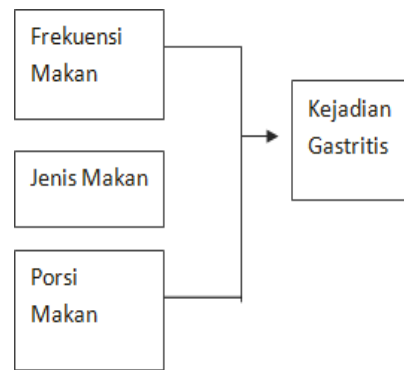 Frekuensi
Makan
Jenis Makan
Porsi
Makan
Kejadian
Gastritis